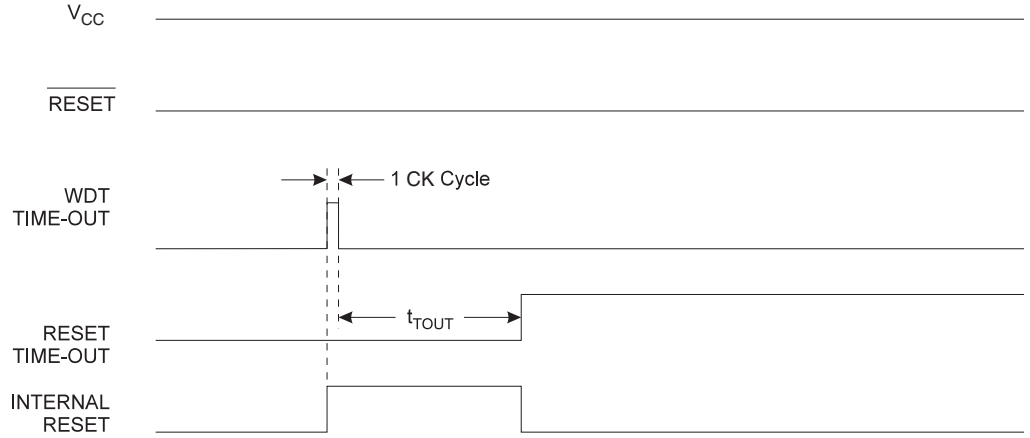 VCC
RESET
1 CK Cycle
WDT
TIME-OUT
tTOUT
RESET
TIME-OUT
INTERNAL
RESET